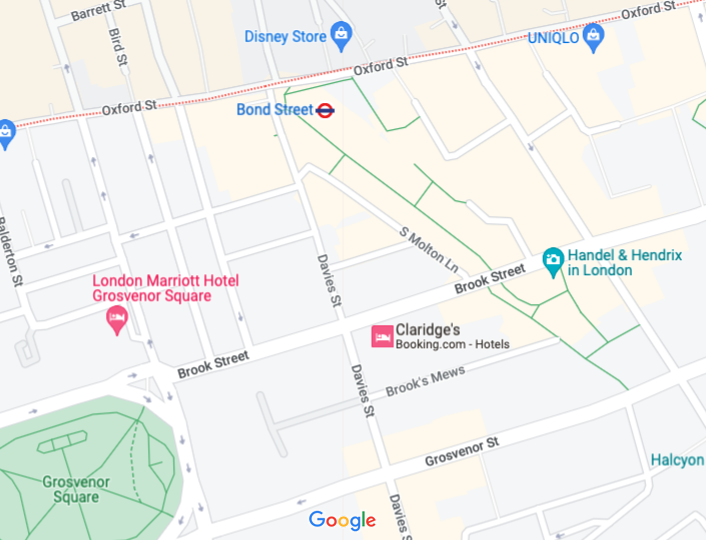 Barrett St
Bird St
St
Oxford St
Disney Store
UNIQLO
Oxford St
Oxford St
Bond Street
Balderton St
S Molton Ln
Handel & Hendrix
in London
Brook Street
Davies St
London Marriott Hotel
Grosvenor Square
Claridge's
Booking.com - Hotels
Brook Street
Davies St
Brook's Mews
Grosvenor St
Halcyon
Grosvenor
Square
Davies S
Google